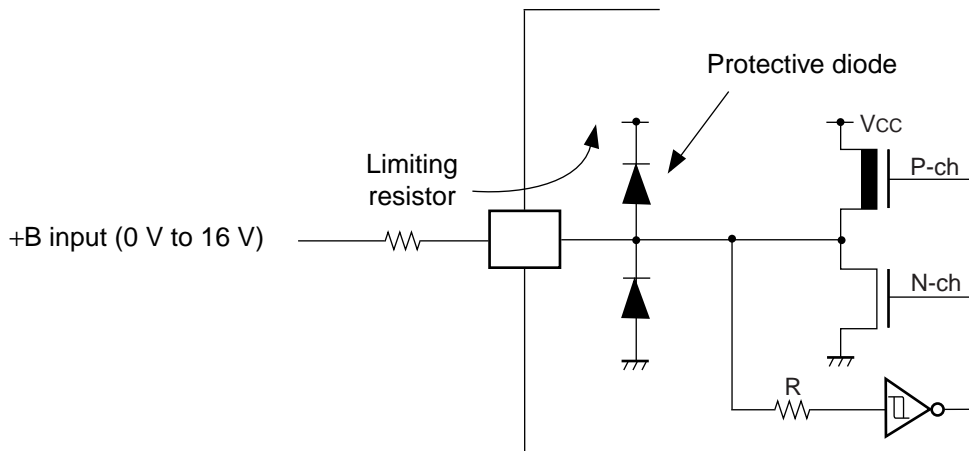 Protective diode
VCC
Limiting
resistor
P-ch
+B input (0 V to 16 V)
N-ch
R